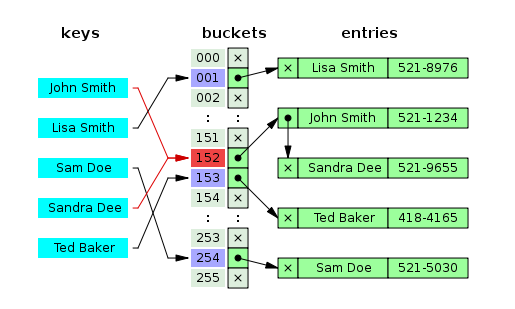 keys buckets entries
000 ×
001
002 ×
: :
151 ×
152
153
154 ×
: :
253 ×
254
255 ×
John Smith
Lisa Smith
Sam Doe
Sandra Dee
Ted Baker
× Lisa Smith 521-8976
John Smith 521-1234
× Sandra Dee 521-9655
× Ted Baker 418-4165
× Sam Doe 521-5030